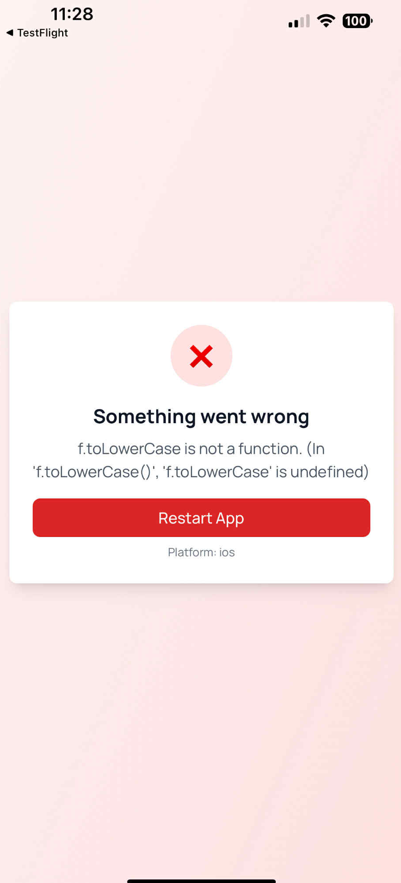 11:28
100
◀ TestFlight
Something went wrong
f.toLowerCase is not a function. (In
'f.toLowerCase()', 'f.toLowerCase' is undefined)
Restart App
Platform: ios